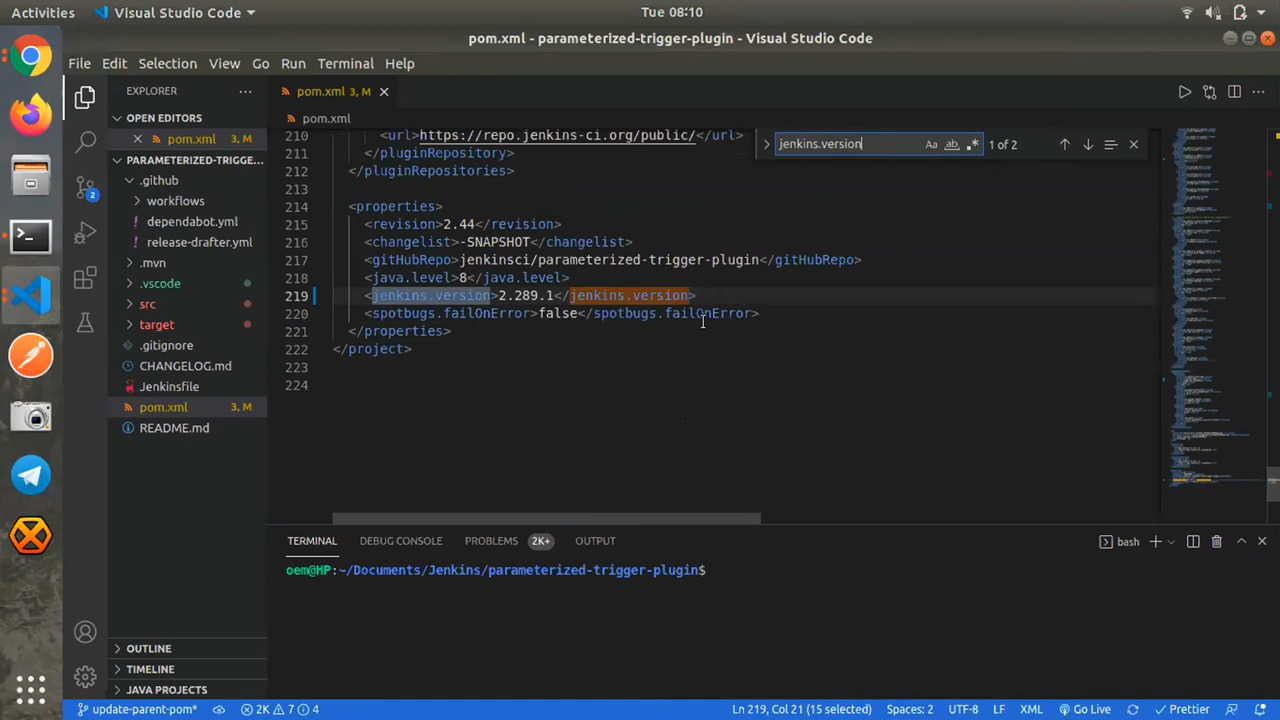 Activities
Visual Studio Code
Tue 08:10
pom.xml - parameterized-trigger-plugin - Visual Studio Code
File Edit Selection View Go Run Terminal Help
EXPLORER
OPEN EDITORS
pom.xml 3, M
PARAMETERIZED-TRIGGE...
.github
workflows
dependabot.yml
release-drafter.yml
.mvn
.vscode
src
target
.gitignore
CHANGELOG.md
Jenkinsfile
pom.xml 3, M
README.md
OUTLINE
TIMELINE
JAVA PROJECTS
2
pom.xml 3, M
pom.xml
jenkins.version
Aa ab 1 of 2
210 <url>https://repo.jenkins-ci.org/public/</url>
211 </pluginRepository>
212 </pluginRepositories>
213
214 <properties>
215 <revision>2.44</revision>
216 <changelist>-SNAPSHOT</changelist>
217 <gitHubRepo>jenkinsci/parameterized-trigger-plugin</gitHubRepo>
218 <java.level>8</java.level>
219 <jenkins.version>2.289.1</jenkins.version>
220 <spotbugs.failOnError>false</spotbugs.failOnError>
221 </properties>
222 </project>
223
224
TERMINAL DEBUG CONSOLE PROBLEMS 2K+ OUTPUT
bash
oem@HP:~/Documents/Jenkins/parameterized-trigger-plugin$
update-parent-pom* 2K 7 4 Ln 219, Col 21 (15 selected) Spaces: 2 UTF-8 LF XML Go Live Prettier